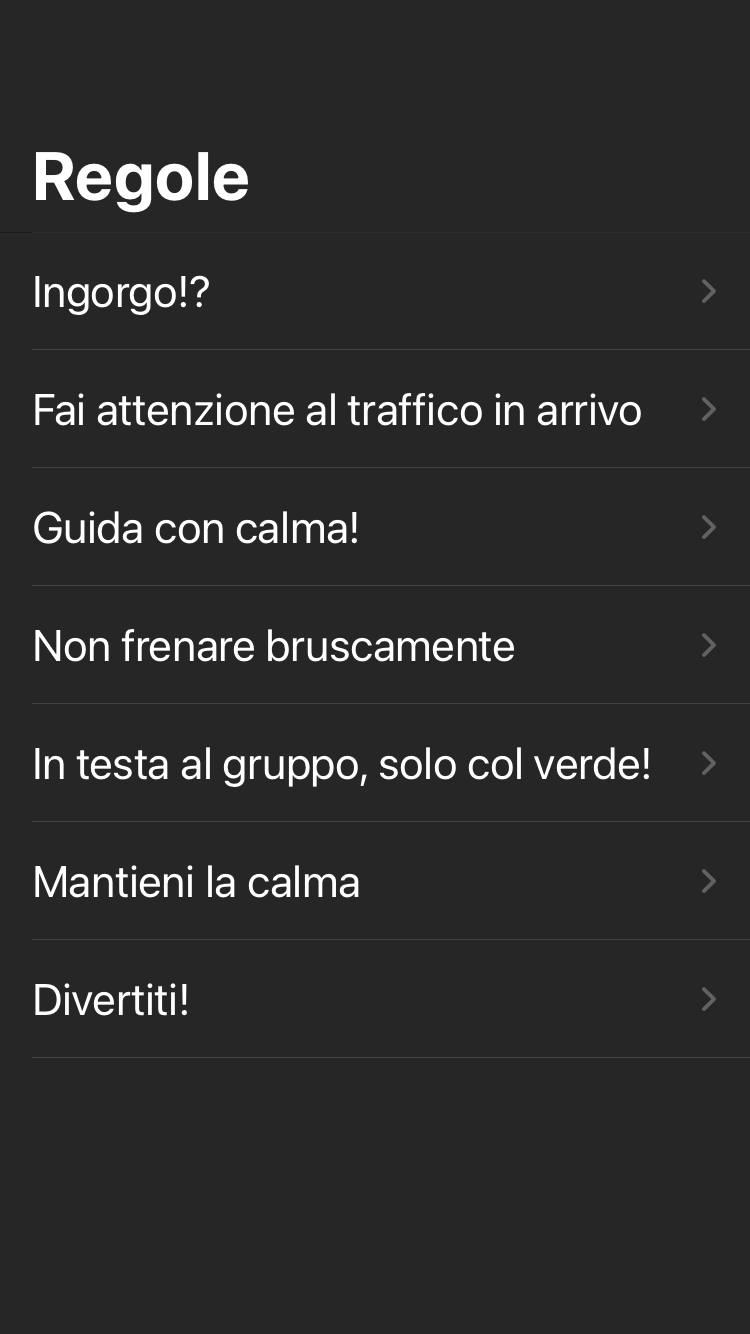 Regole
Ingorgo!?
Fai attenzione al traffico in arrivo
Guida con calma!
Non frenare bruscamente
In testa al gruppo, solo col verde!
Mantieni la calma
Divertiti!